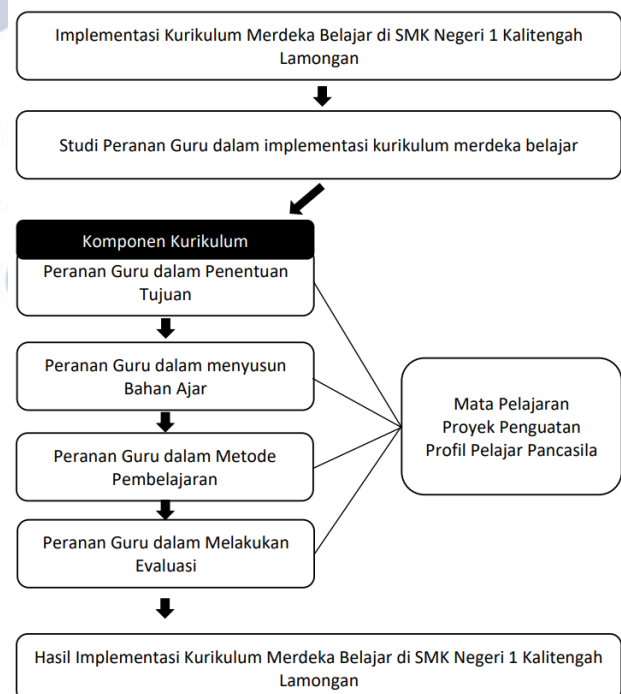 Implementasi Kurikulum Merdeka Belajar di SMK Negeri 1 Kalitengah
Lamongan
Studi Peranan Guru dalam implementasi kurikulum merdeka belajar
Komponen Kurikulum
Peranan Guru dalam Penentuan
Tujuan
Peranan Guru dalam menyusun
Bahan Ajar
Peranan Guru dalam Metode
Pembelajaran
Peranan Guru dalam Melakukan
Evaluasi
Mata Pelajaran
Proyek Penguatan
Profil Pelajar Pancasila
Hasil Implementasi Kurikulum Merdeka Belajar di SMK Negeri 1 Kalitengah
Lamongan